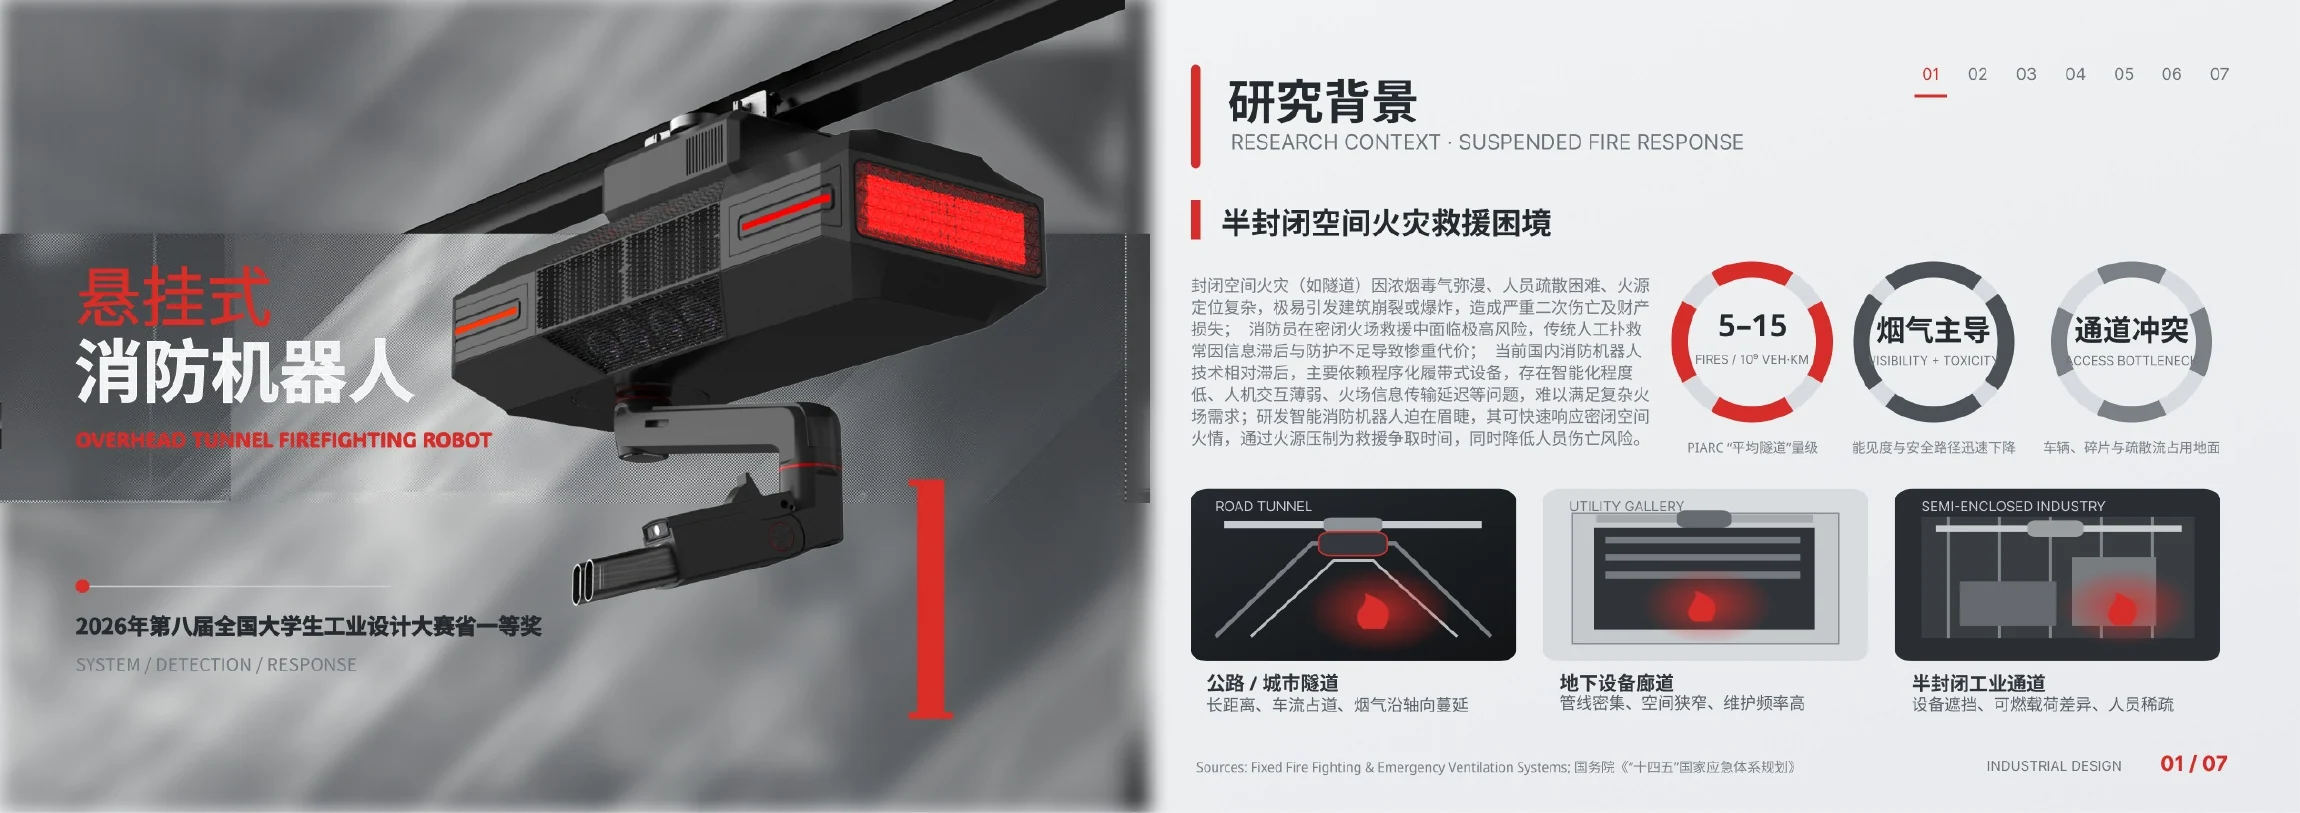 悬挂式
消防机器人
OVERHEAD TUNNEL FIREFIGHTING ROBOT
2026年第八届全国大学生工业设计大赛省一等奖
SYSTEM / DETECTION / RESPONSE
1
01 02 03 04 05 06 07
研究背景
RESEARCH CONTEXT · SUSPENDED FIRE RESPONSE
半封闭空间火灾救援困境
封闭空间火灾（如隧道）因浓烟毒气弥漫、人员疏散困难、火源
定位复杂，极易引发建筑崩裂或爆炸，造成严重二次伤亡及财产
损失； 消防员在密闭火场救援中面临极高风险，传统人工扑救
常因信息滞后与防护不足导致惨重代价； 当前国内消防机器人
技术相对滞后，主要依赖程序化履带式设备，存在智能化程度
低、人机交互薄弱、火场信息传输延迟等问题，难以满足复杂火
场需求；研发智能消防机器人迫在眉睫，其可快速响应密闭空间
火情，通过火源压制为救援争取时间，同时降低人员伤亡风险。
5–15
FIRES / 10⁹ VEH·KM
PIARC “平均隧道”量级
烟气主导
VISIBILITY + TOXICITY
能见度与安全路径迅速下降
通道冲突
ACCESS BOTTLENECK
车辆、碎片与疏散流占用地面
ROAD TUNNEL
公路 / 城市隧道
长距离、车流占道、烟气沿轴向蔓延
UTILITY GALLERY
地下设备廊道
管线密集、空间狭窄、维护频率高
SEMI-ENCLOSED INDUSTRY
半封闭工业通道
设备遮挡、可燃载荷差异、人员稀疏
Sources: Fixed Fire Fighting & Emergency Ventilation Systems; 国务院《“十四五”国家应急体系规划》
INDUSTRIAL DESIGN
01 / 07